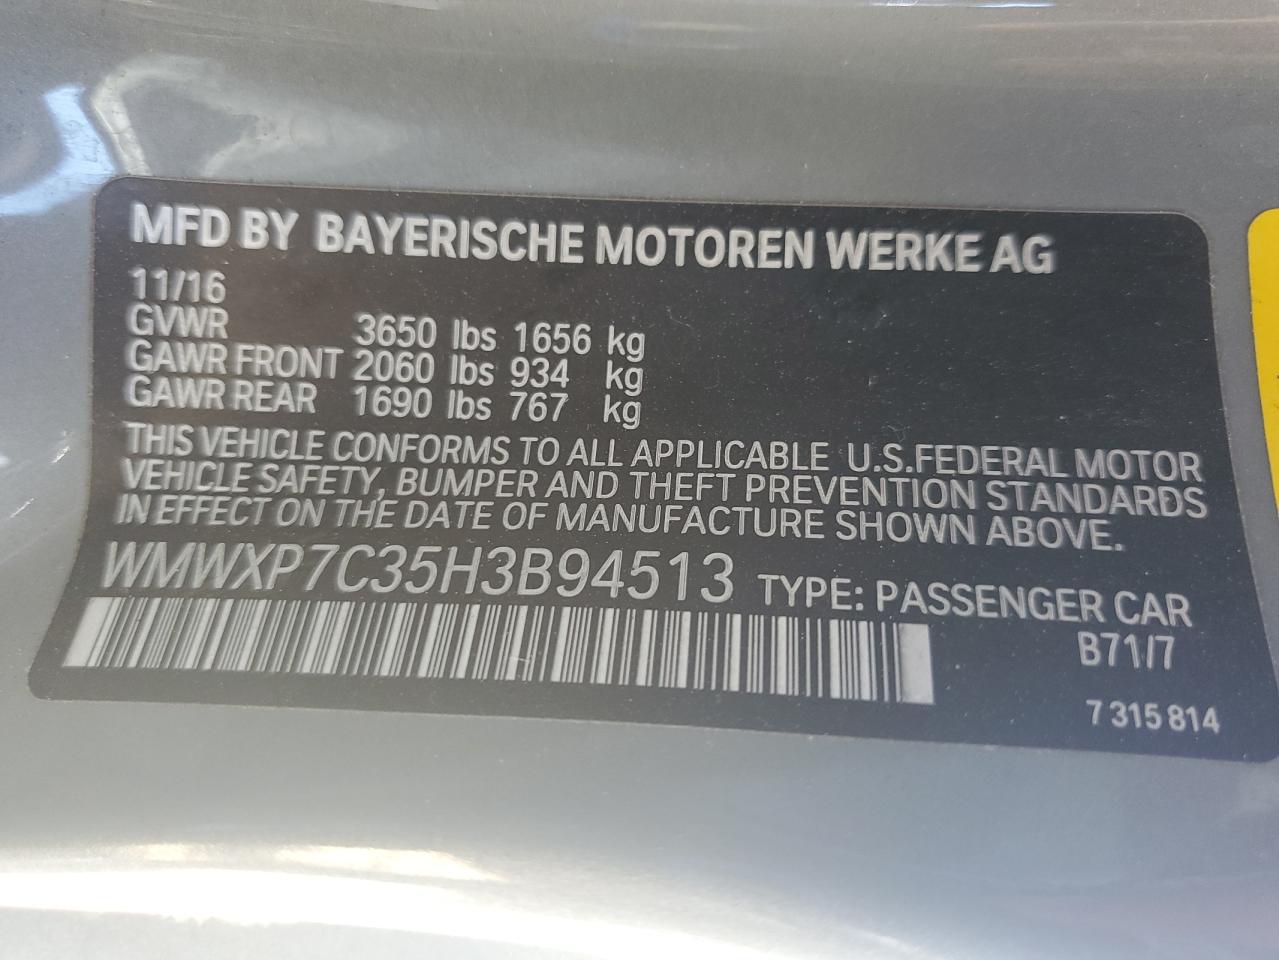 MFD BY BAYERISCHE MOTOREN WERKE AG
11/16
GVWR 3650 lbs 1656 kg
GAWR FRONT 2060 lbs 934 kg
GAWR REAR 1690 lbs 767 kg
THIS VEHICLE CONFORMS TO ALL APPLICABLE U.S.FEDERAL MOTOR
VEHICLE SAFETY, BUMPER AND THEFT PREVENTION STANDARDS
IN EFFECT ON THE DATE OF MANUFACTURE SHOWN ABOVE.
WMWXP7C35H3B94513 TYPE: PASSENGER CAR
B71/7
7 315 814